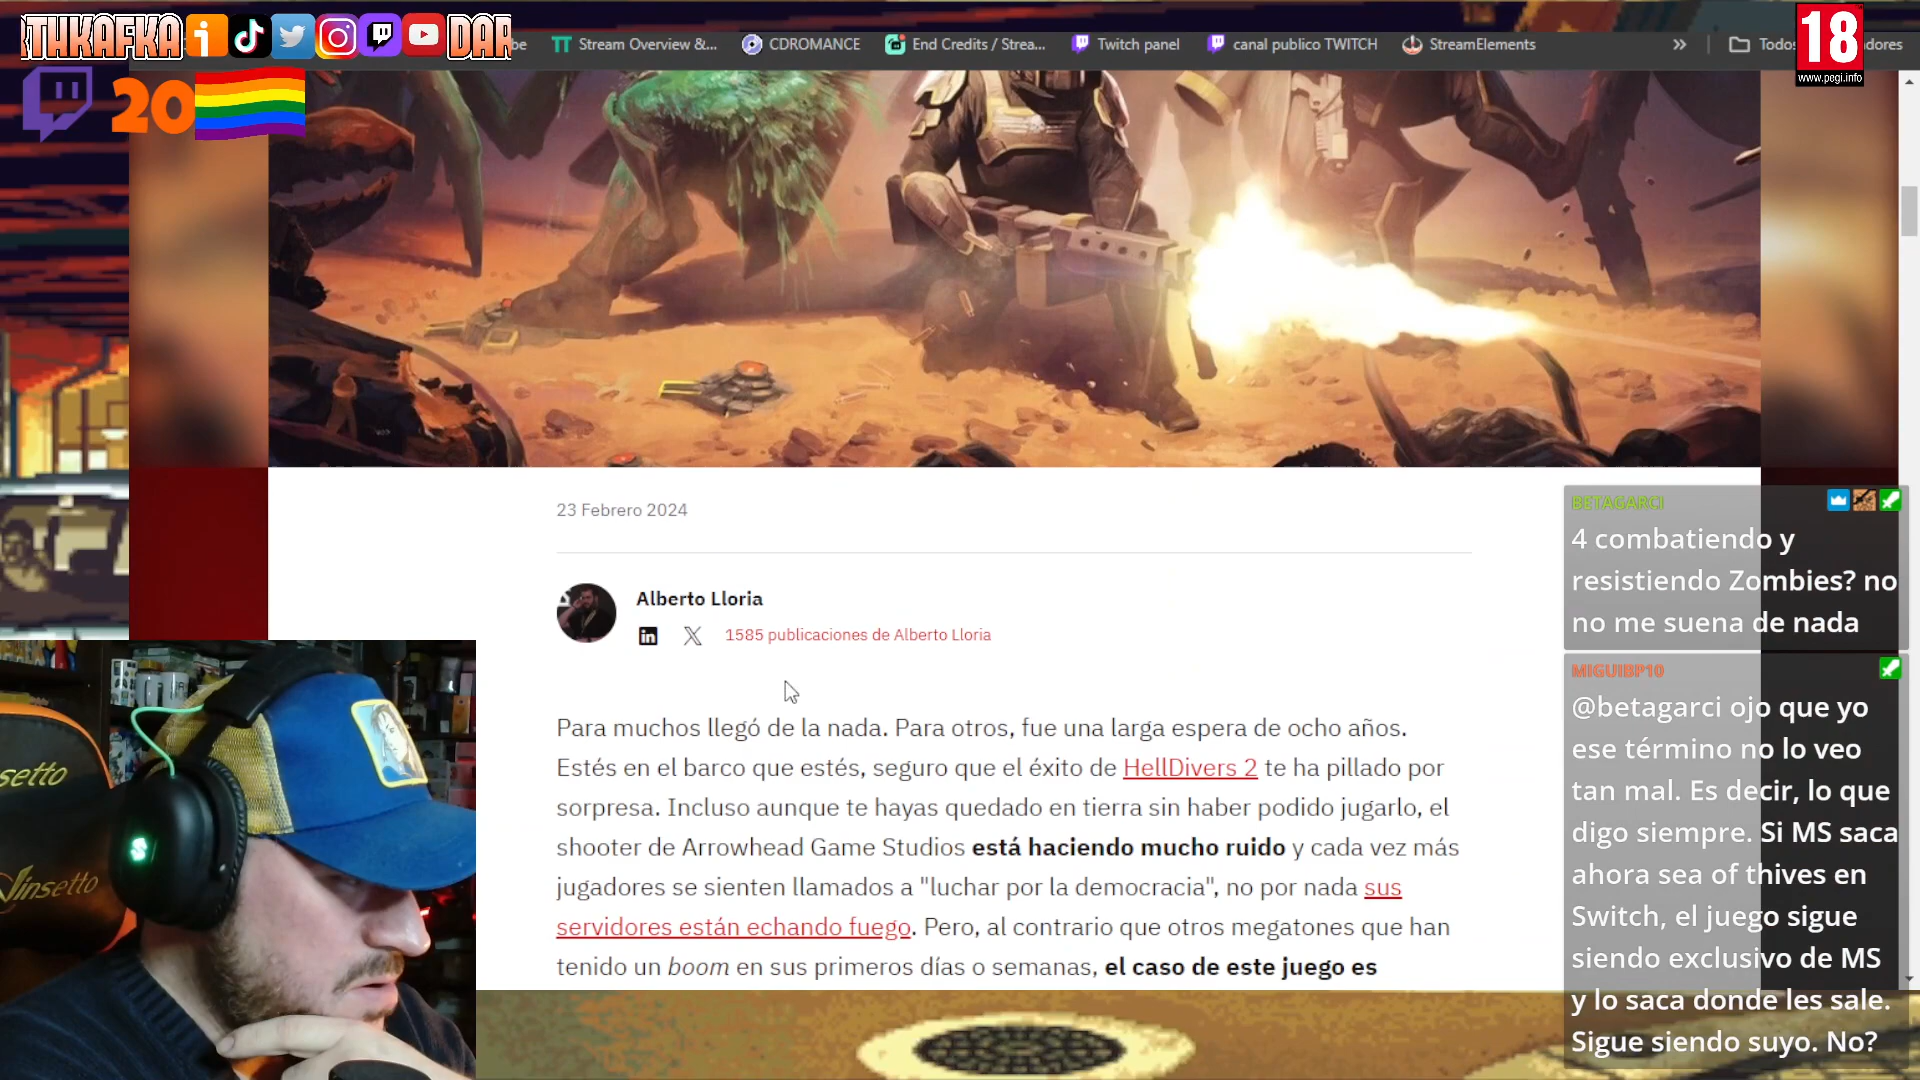 THKAFKA
DAR
be
Stream Overview &...
CDROMANCE
End Credits / Strea...
Twitch panel
canal publico TWITCH
StreamElements
»
Todos
adores
18
www.pegi.info
20
23 Febrero 2024
Alberto Lloria
1585 publicaciones de Alberto Lloria
Para muchos llegó de la nada. Para otros, fue una larga espera de ocho años.
Estés en el barco que estés, seguro que el éxito de HellDivers 2 te ha pillado por
sorpresa. Incluso aunque te hayas quedado en tierra sin haber podido jugarlo, el
shooter de Arrowhead Game Studios está haciendo mucho ruido y cada vez más
jugadores se sienten llamados a "luchar por la democracia", no por nada sus
servidores están echando fuego. Pero, al contrario que otros megatones que han
tenido un boom en sus primeros días o semanas, el caso de este juego es
BETAGARCI
4 combatiendo y
resistiendo Zombies? no
no me suena de nada
MIGUIBP10
@betagarci ojo que yo
ese término no lo veo
tan mal. Es decir, lo que
digo siempre. Si MS saca
ahora sea of thives en
Switch, el juego sigue
siendo exclusivo de MS
y lo saca donde les sale.
Sigue siendo suyo. No?
setto
Vinsetto